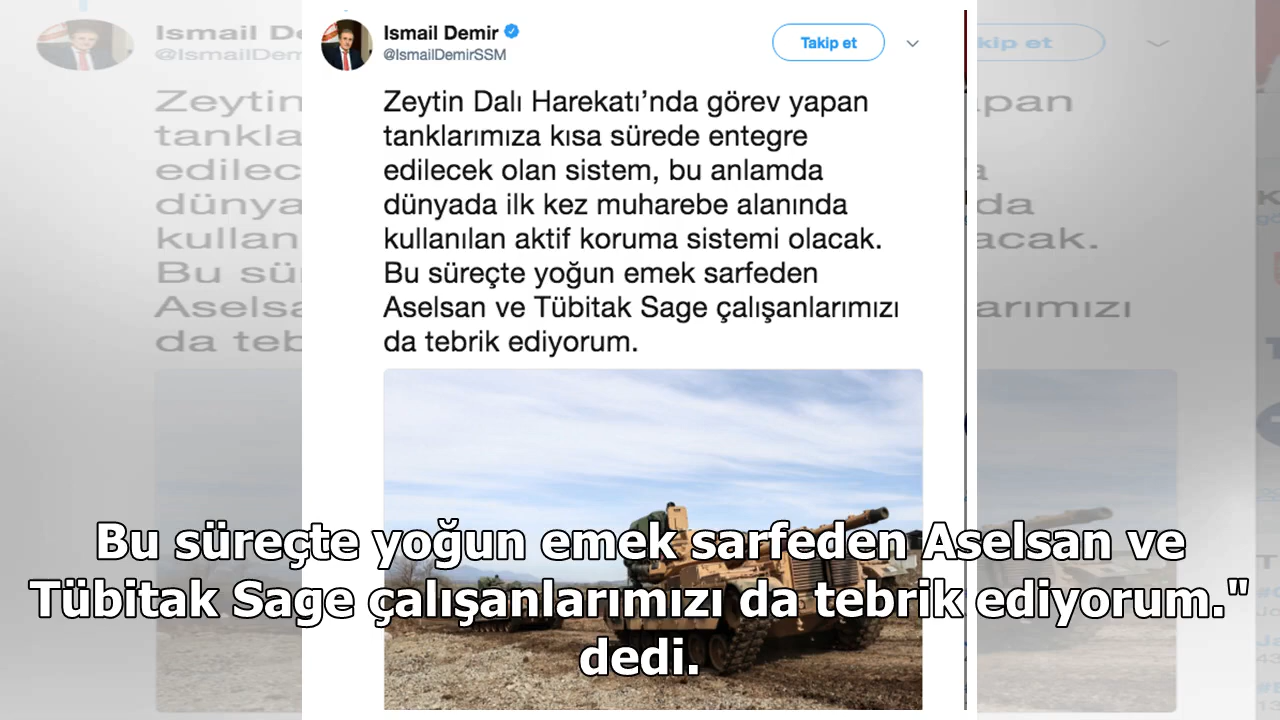 Ismail Demir
@IsmailDemirSSM
Takip et
Zeytin Dalı Harekatı’nda görev yapan
tanklarımıza kısa sürede entegre
edilecek olan sistem, bu anlamda
dünyada ilk kez muharebe alanında
kullanılan aktif koruma sistemi olacak.
Bu süreçte yoğun emek sarfeden
Aselsan ve Tübitak Sage çalışanlarımızı
da tebrik ediyorum.
Bu süreçte yoğun emek sarfeden Aselsan ve
Tübitak Sage çalışanlarımızı da tebrik ediyorum."
dedi.